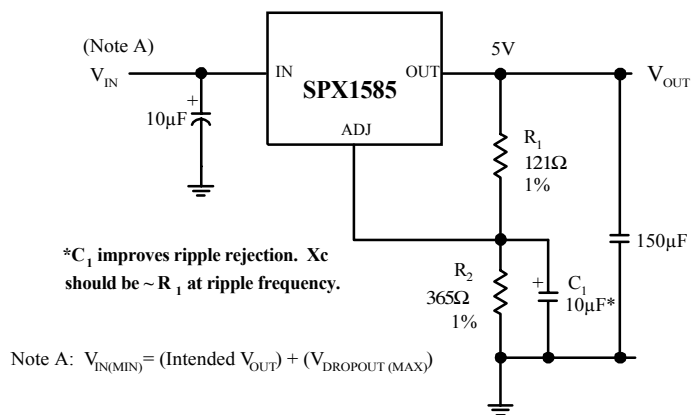 (Note A)
V_IN
IN
OUT
SPX1585
ADJ
5V
V_OUT
+
10µF
R_1
121Ω
1%
150µF
*C_1 improves ripple rejection. Xc
should be ~ R_1 at ripple frequency.
R_2
365Ω
1%
+
C_1
10µF*
Note A: V_IN(MIN)= (Intended V_OUT) + (V_DROPOUT (MAX))